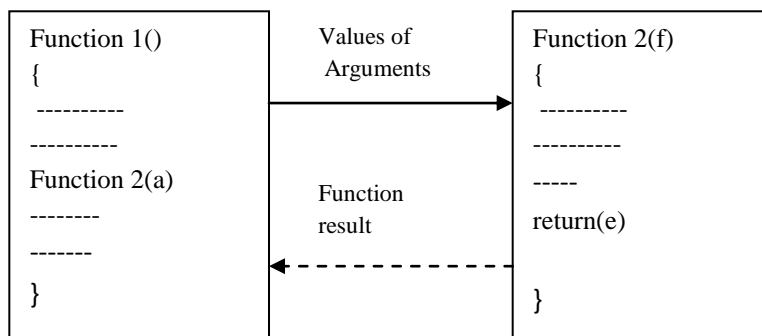 Function 1()
{
----------
----------
Function 2(a)
--------
-------
}
Values of
Arguments
Function
result
Function 2(f)
{
----------
----------
-----
return(e)
}